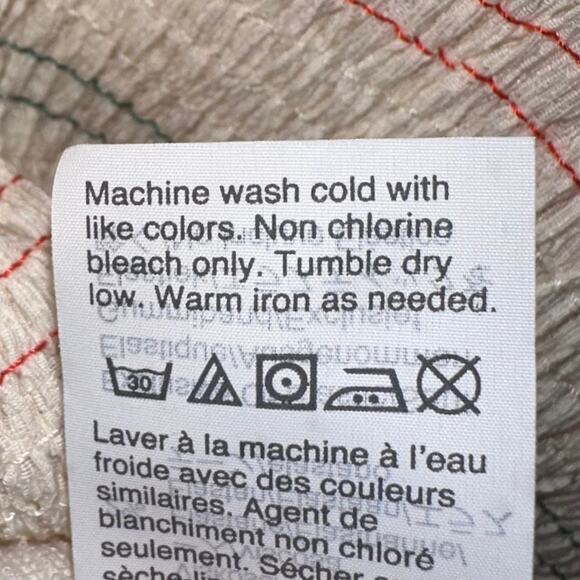 Machine wash cold with
like colors. Non chlorine
bleach only. Tumble dry
low. Warm iron as needed.
30
Laver à la machine à l'eau
froide avec des couleurs
similaires. Agent de
blanchiment non chloré
seulement. Sécher